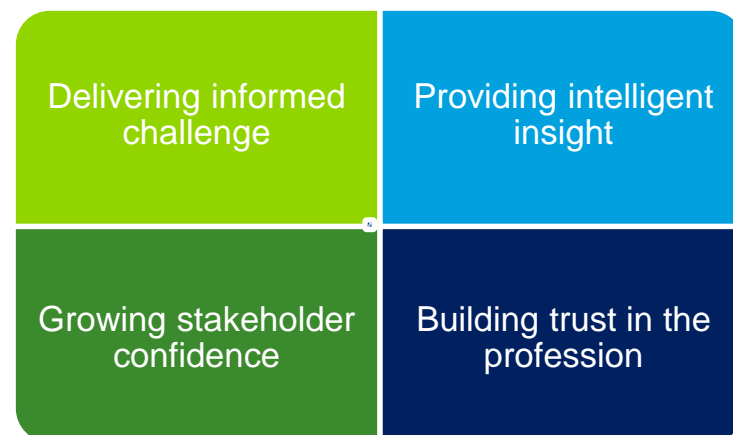 Delivering informed
challenge
Providing intelligent
insight
Growing stakeholder
confidence
Building trust in the
profession